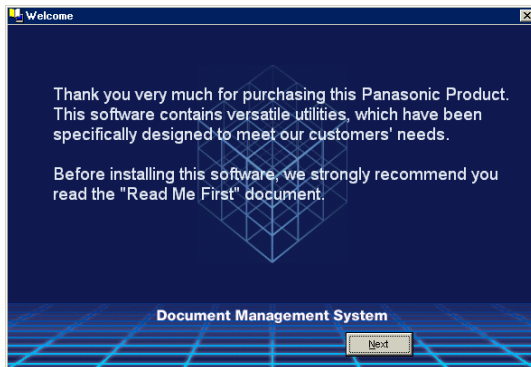 Welcome
Thank you very much for purchasing this Panasonic Product.
This software contains versatile utilities, which have been
specifically designed to meet our customers' needs.
Before installing this software, we strongly recommend you
read the "Read Me First" document.
Document Management System
Next